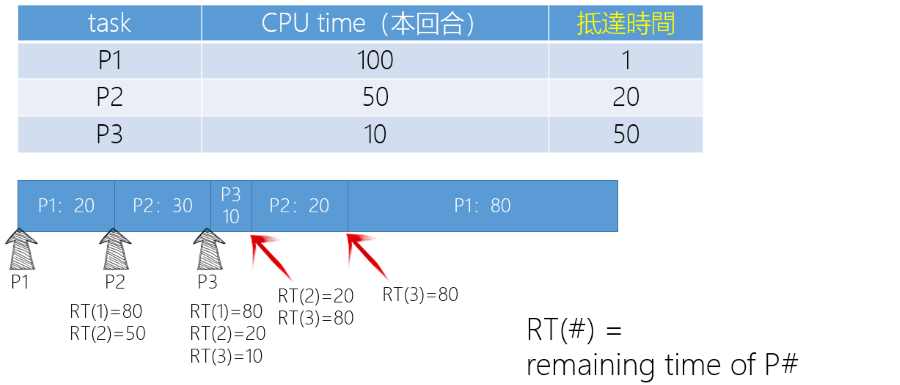 task CPU time（本回合） 抵達時間
P1 100 1
P2 50 20
P3 10 50
P1：20 P2：30 P3 10 P2：20 P1：80
P1 P2 P3
RT(1)=80
RT(2)=50
RT(1)=80
RT(2)=20
RT(3)=10
RT(2)=20
RT(3)=80
RT(3)=80
RT(#) =
remaining time of P#